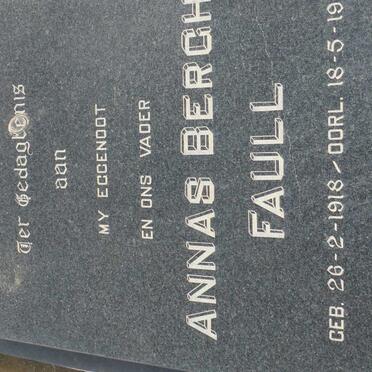 Ter Gedagtenis
aan
MY EGGENOOT
EN ONS VADER
ANNAS BERGH
FAULL
GEB. 26-2-1918 OORL. 18-5-19